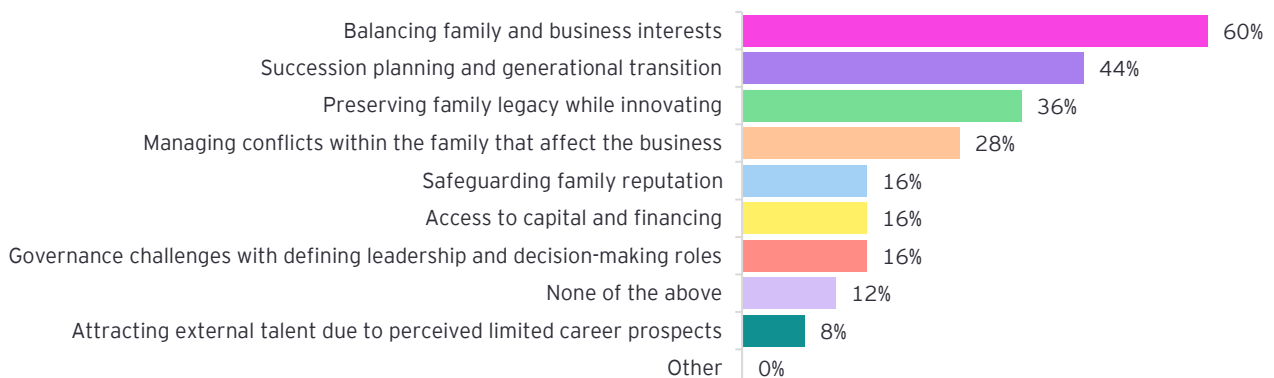 Balancing family and business interests 60%
Succession planning and generational transition 44%
Preserving family legacy while innovating 36%
Managing conflicts within the family that affect the business 28%
Safeguarding family reputation 16%
Access to capital and financing 16%
Governance challenges with defining leadership and decision-making roles 16%
None of the above 12%
Attracting external talent due to perceived limited career prospects 8%
Other 0%